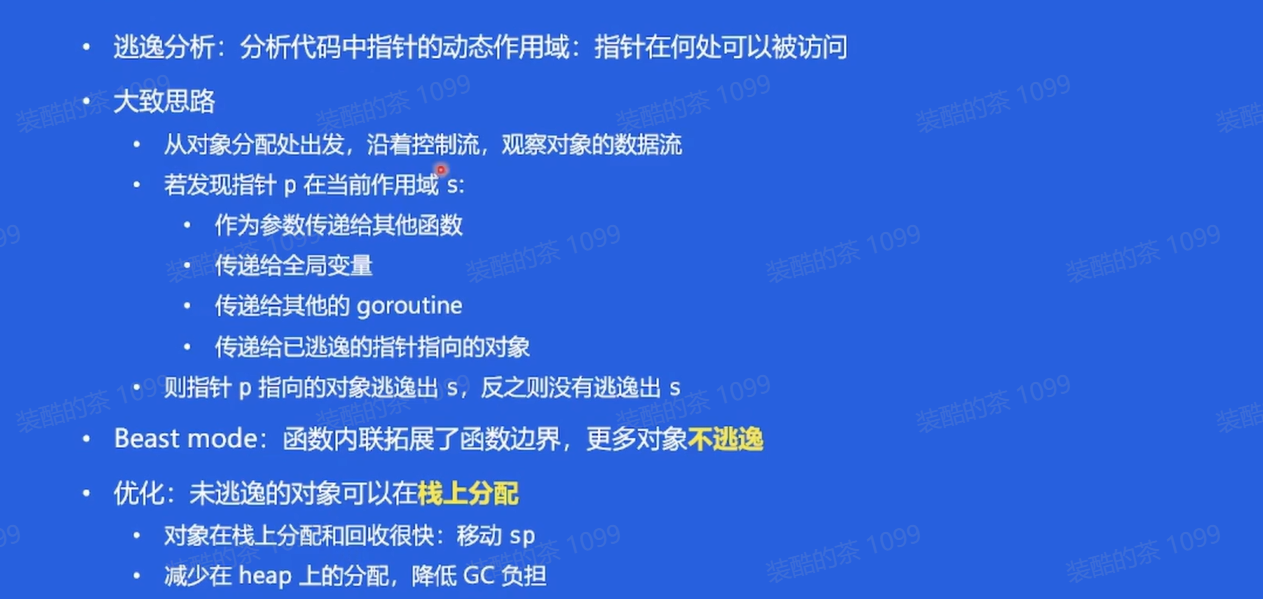 • 逃逸分析：分析代码中指针的动态作用域：指针在何处可以被访问
• 大致思路
• 从对象分配处出发，沿着控制流，观察对象的数据流
• 若发现指针 p 在当前作用域 s:
• 作为参数传递给其他函数
• 传递给全局变量
• 传递给其他的 goroutine
• 传递给已逃逸的指针指向的对象
• 则指针 p 指向的对象逃逸出 s，反之则没有逃逸出 s
• Beast mode：函数内联拓展了函数边界，更多对象不逃逸
• 优化：未逃逸的对象可以在栈上分配
• 对象在栈上分配和回收很快：移动 sp
• 减少在 heap 上的分配，降低 GC 负担
装酷的茶 1099